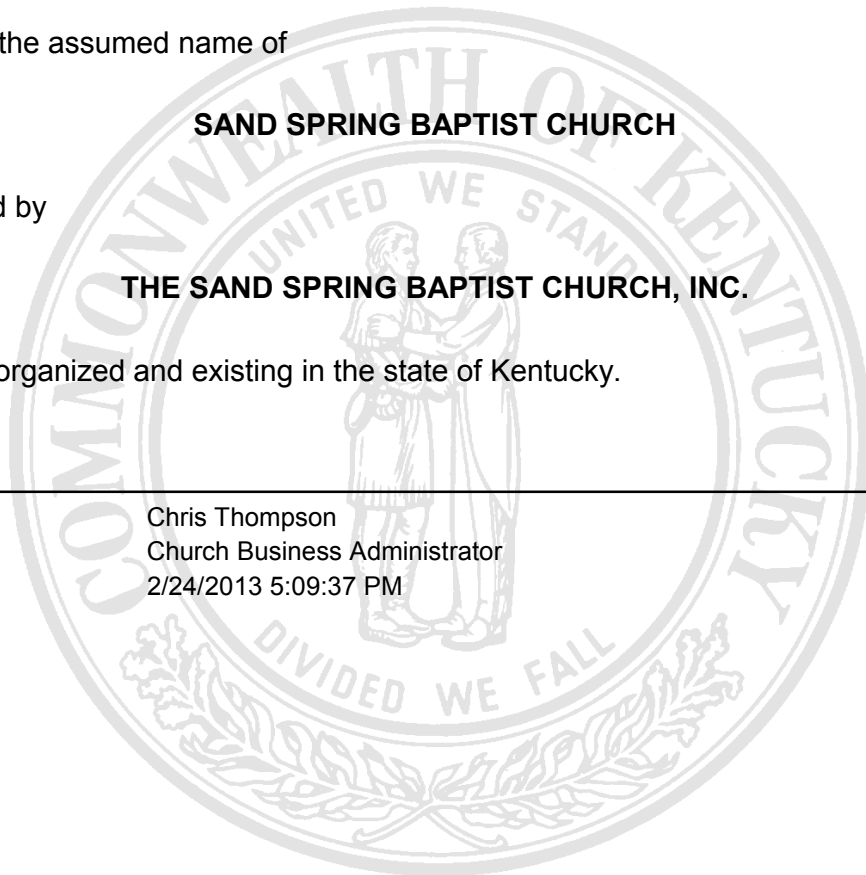 the assumed name of
SAND SPRING BAPTIST CHURCH
d by
THE SAND SPRING BAPTIST CHURCH, INC.
organized and existing in the state of Kentucky.
Chris Thompson
Church Business Administrator
2/24/2013 5:09:37 PM
COMMONWEALTH OF KENTUCKY
UNITED WE STAND
DIVIDED WE FALL